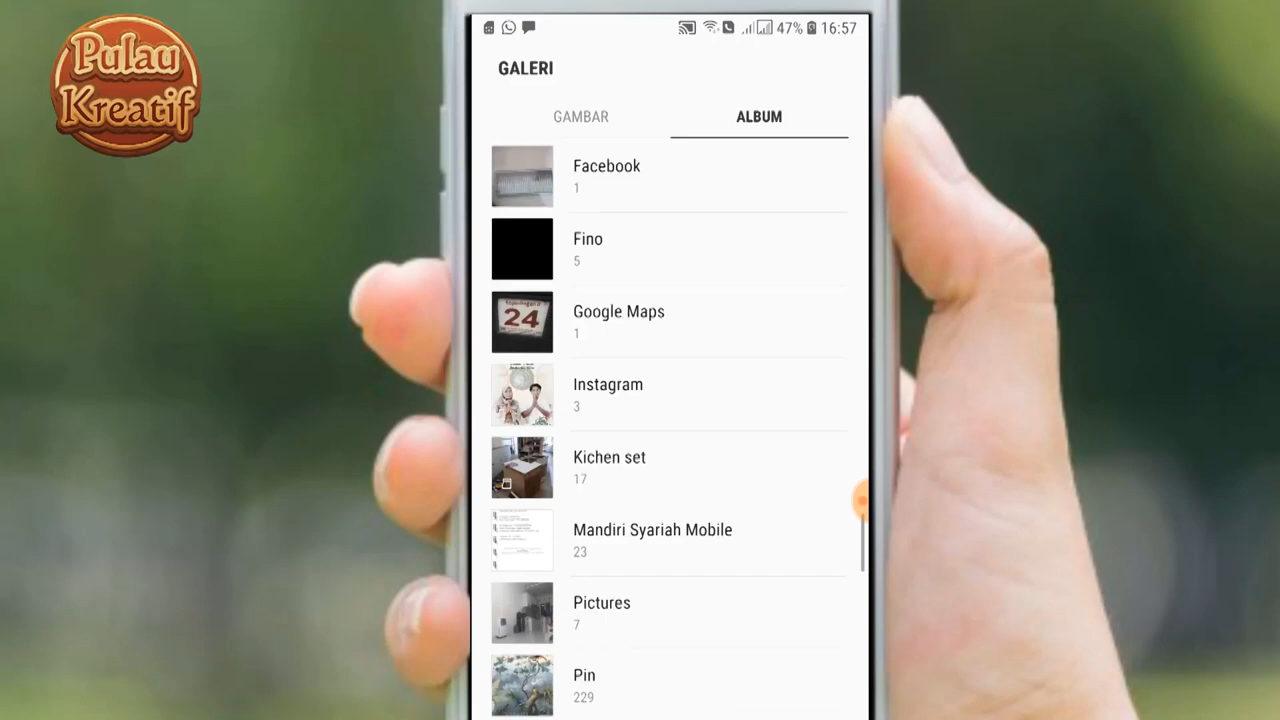 Pulau
Kreatif
47% 16:57
GALERI
GAMBAR
ALBUM
Facebook
1
Fino
5
Google Maps
1
24
Instagram
3
Kichen set
17
Mandiri Syariah Mobile
23
Pictures
7
Pin
229